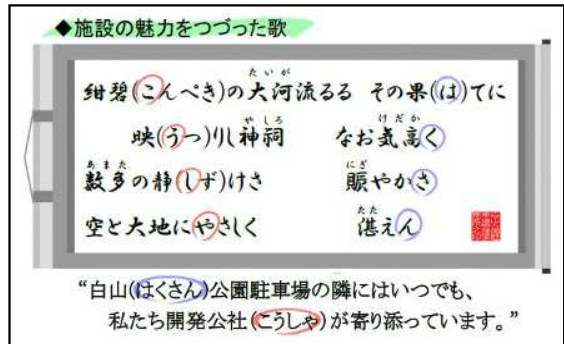 ◆施設の魅力をつづった歌
紺碧(こんぺき)の大河流るる その果(は)てに
映(うつ)りし神祠 なお気高く
数多の静(しず)けさ 賑やかさ
空と大地にやさしく 湛えん
“白山(はくさん)公園駐車場の隣にはいつでも、
私たち開発公社(こうしゃ)が寄り添っています。”